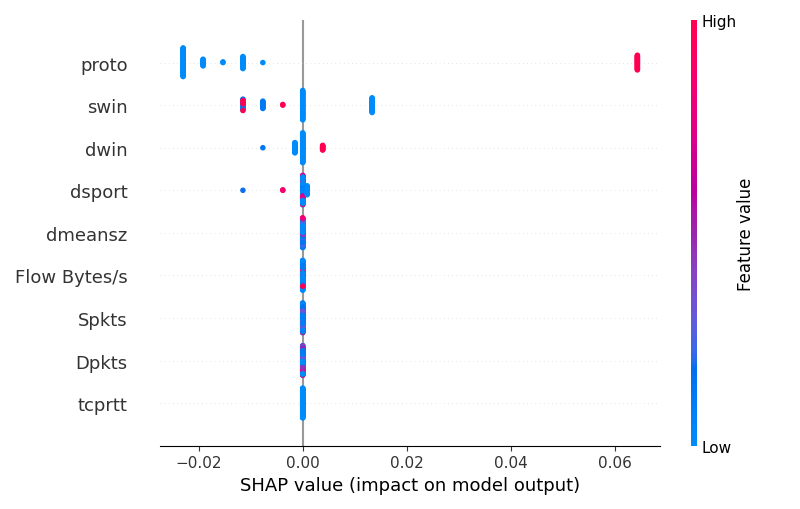 High
proto
swin
dwin
dsport
dmeansz
Flow Bytes/s
Spkts
Dpkts
tcprtt
Low
Feature value
−0.02 0.00 0.02 0.04 0.06
SHAP value (impact on model output)